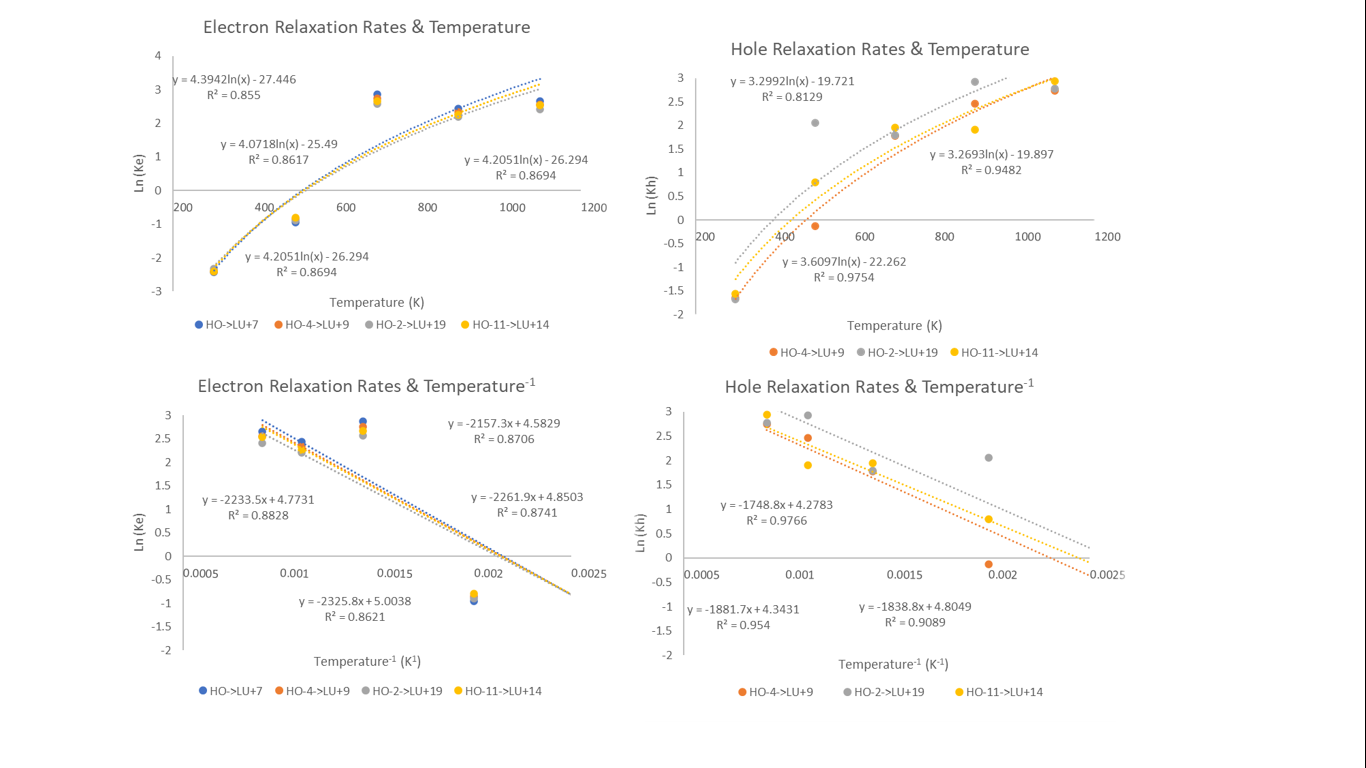 Electron Relaxation Rates & Temperature
4
3
2
1
0
-1
-2
-3
Ln (Ke)
200
400
600
800
1000
1200
y = 4.3942ln(x) - 27.446
R² = 0.855
y = 4.0718ln(x) - 25.49
R² = 0.8617
y = 4.2051ln(x) - 26.294
R² = 0.8694
y = 4.2051ln(x) - 26.294
R² = 0.8694
Temperature (K)
HO->LU+7 HO-4->LU+9 HO-2->LU+19 HO-11->LU+14
Hole Relaxation Rates & Temperature
3
2.5
2
1.5
1
0.5
0
-0.5
-1
-1.5
-2
Ln (Kh)
200
400
600
800
1000
1200
y = 3.2992ln(x) - 19.721
R² = 0.8129
y = 3.2693ln(x) - 19.897
R² = 0.9482
y = 3.6097ln(x) - 22.262
R² = 0.9754
Temperature (K)
HO-4->LU+9 HO-2->LU+19 HO-11->LU+14
Electron Relaxation Rates & Temperature⁻¹
3
2.5
2
1.5
1
0.5
0
-0.5
-1
-1.5
-2
Ln (Ke)
0.0005
0.001
0.0015
0.002
0.0025
y = -2157.3x + 4.5829
R² = 0.8706
y = -2233.5x + 4.7731
R² = 0.8828
y = -2261.9x + 4.8503
R² = 0.8741
y = -2325.8x + 5.0038
R² = 0.8621
Temperature⁻¹ (K¹)
HO->LU+7 HO-4->LU+9 HO-2->LU+19 HO-11->LU+14
Hole Relaxation Rates & Temperature⁻¹
3
2.5
2
1.5
1
0.5
0
-0.5
-1
-1.5
-2
Ln (Kh)
0.0005
0.001
0.0015
0.002
0.0025
y = -1748.8x + 4.2783
R² = 0.9766
y = -1881.7x + 4.3431
R² = 0.954
y = -1838.8x + 4.8049
R² = 0.9089
Temperature⁻¹ (K⁻¹)
HO-4->LU+9 HO-2->LU+19 HO-11->LU+14